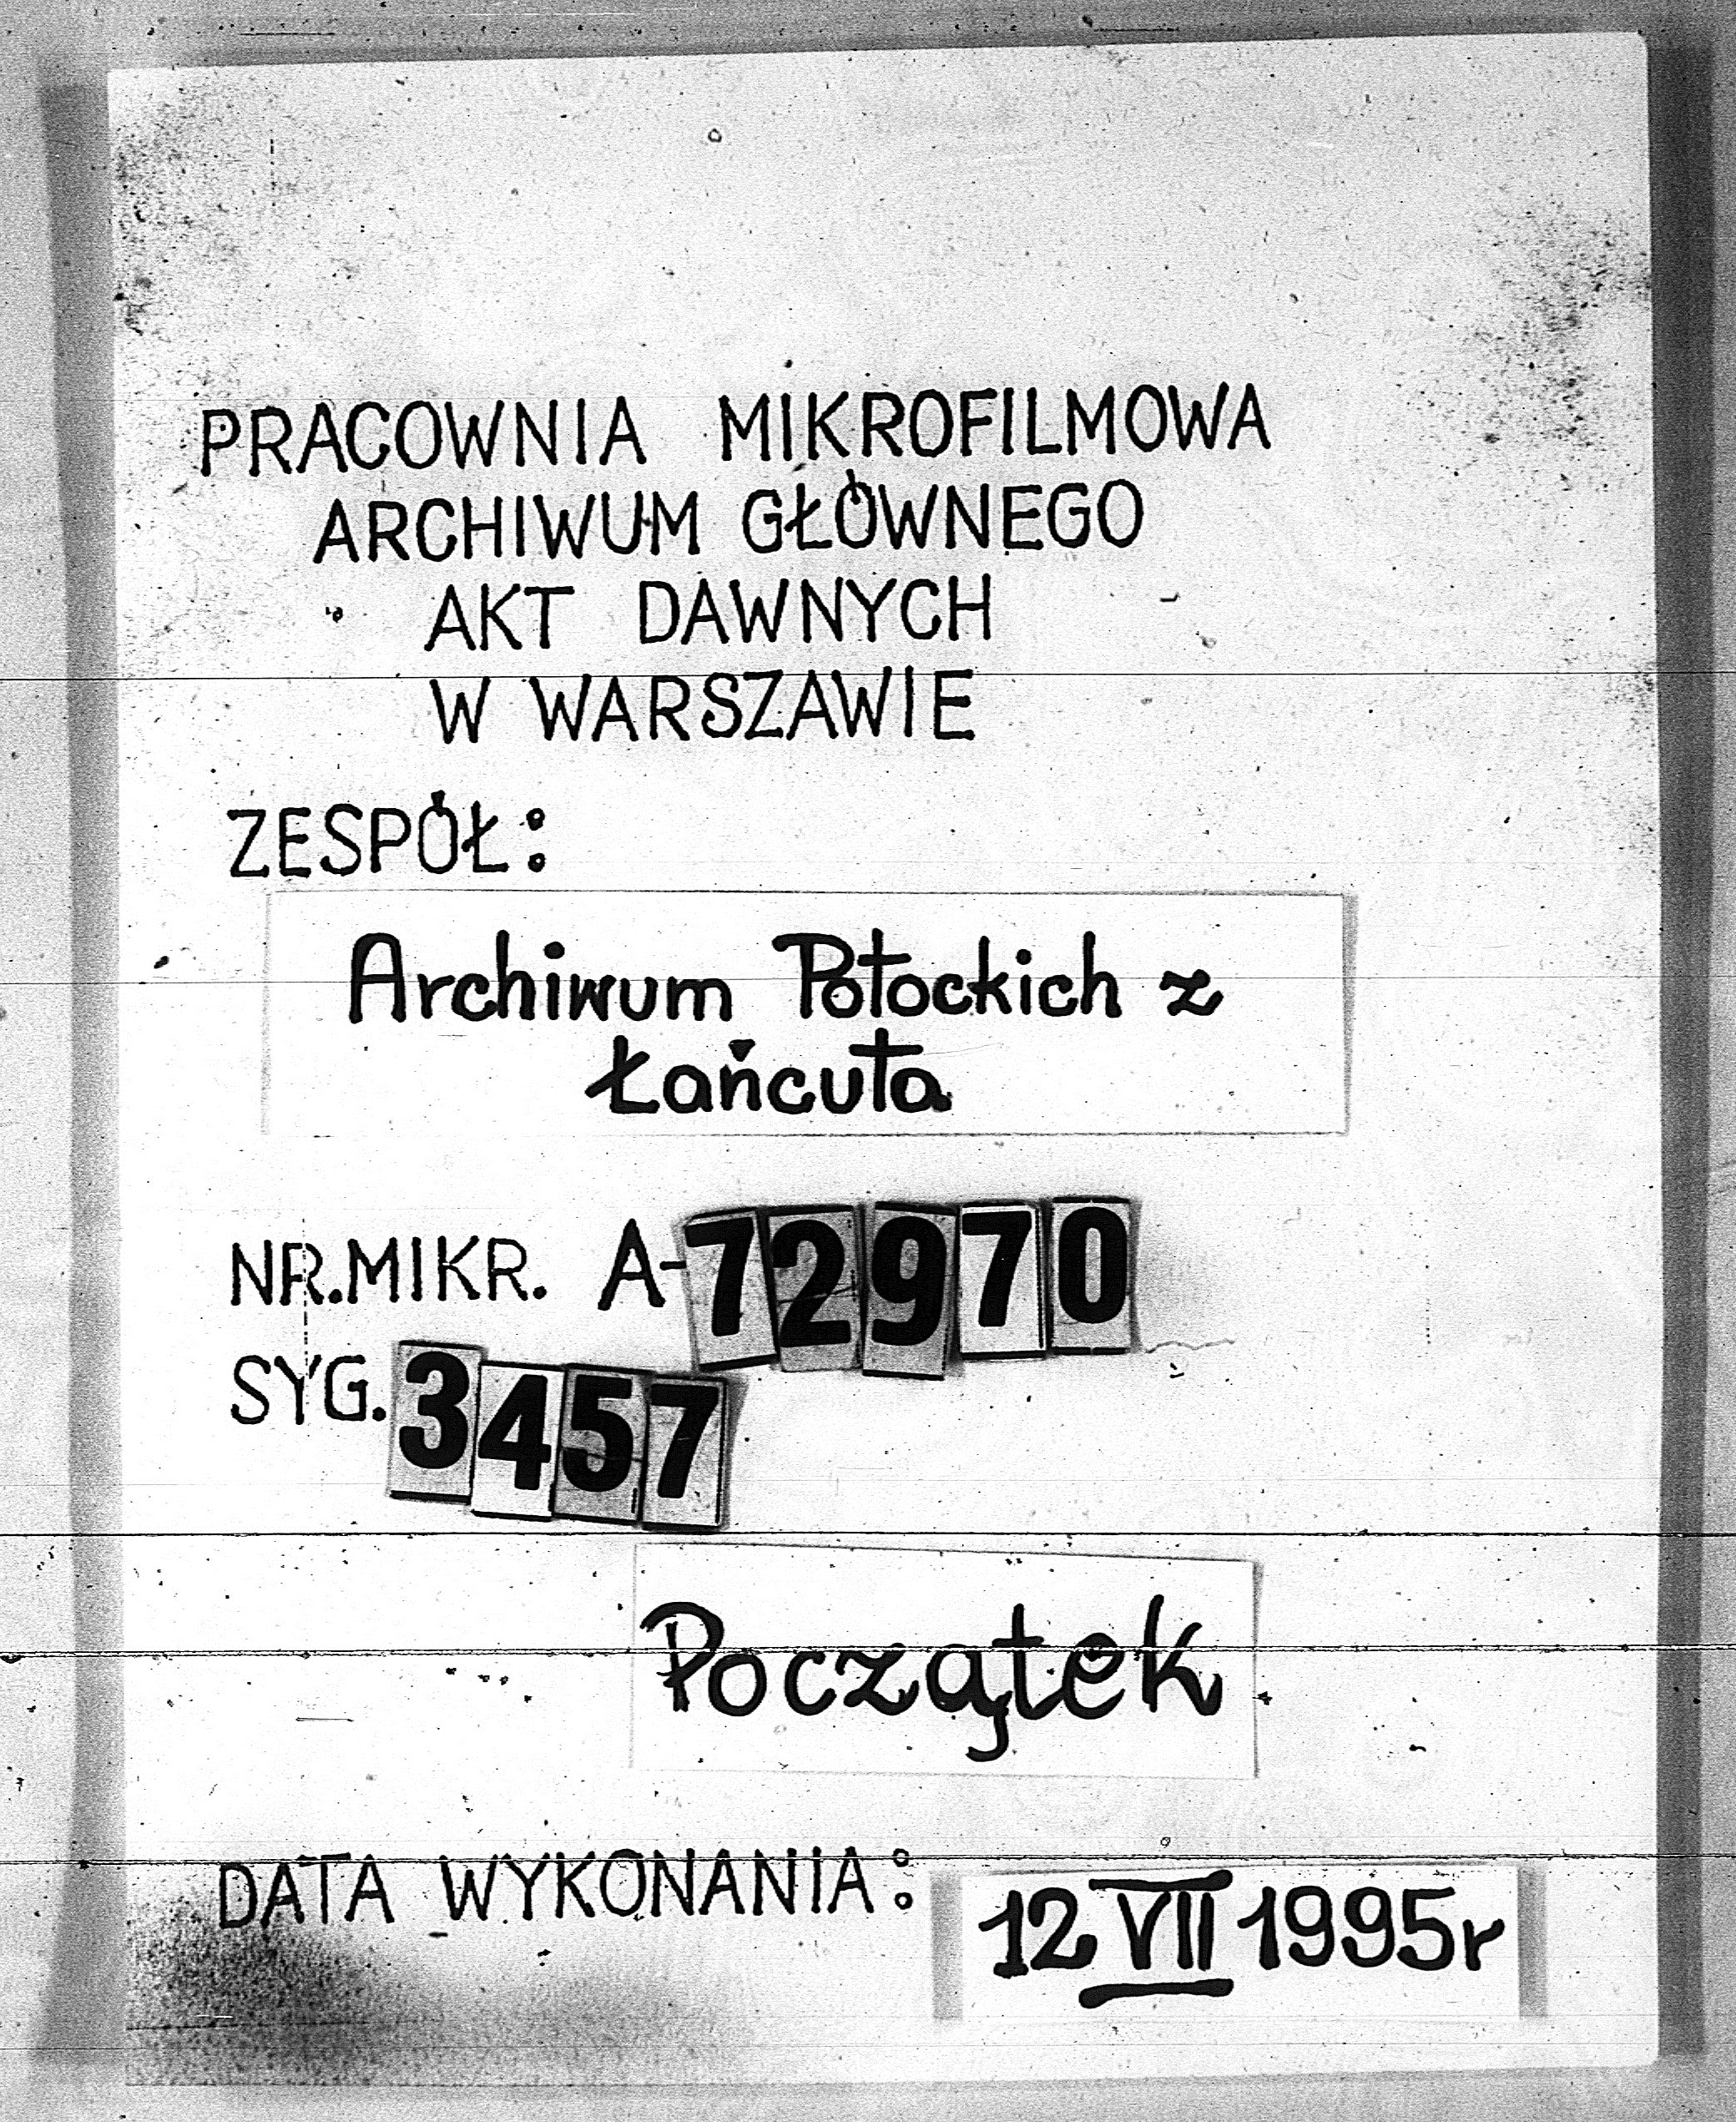 PRACOWNIA MIKROFILMOWA
ARCHIWUM GŁÓWNEGO
AKT DAWNYCH
W WARSZAWIE
ZESPÓŁ:
Archiwum Potockich z
Łańcuta
NR.MIKR. A-72970
SYG. 3457
Początek
DATA WYKONANIA: 12 VII 1995r